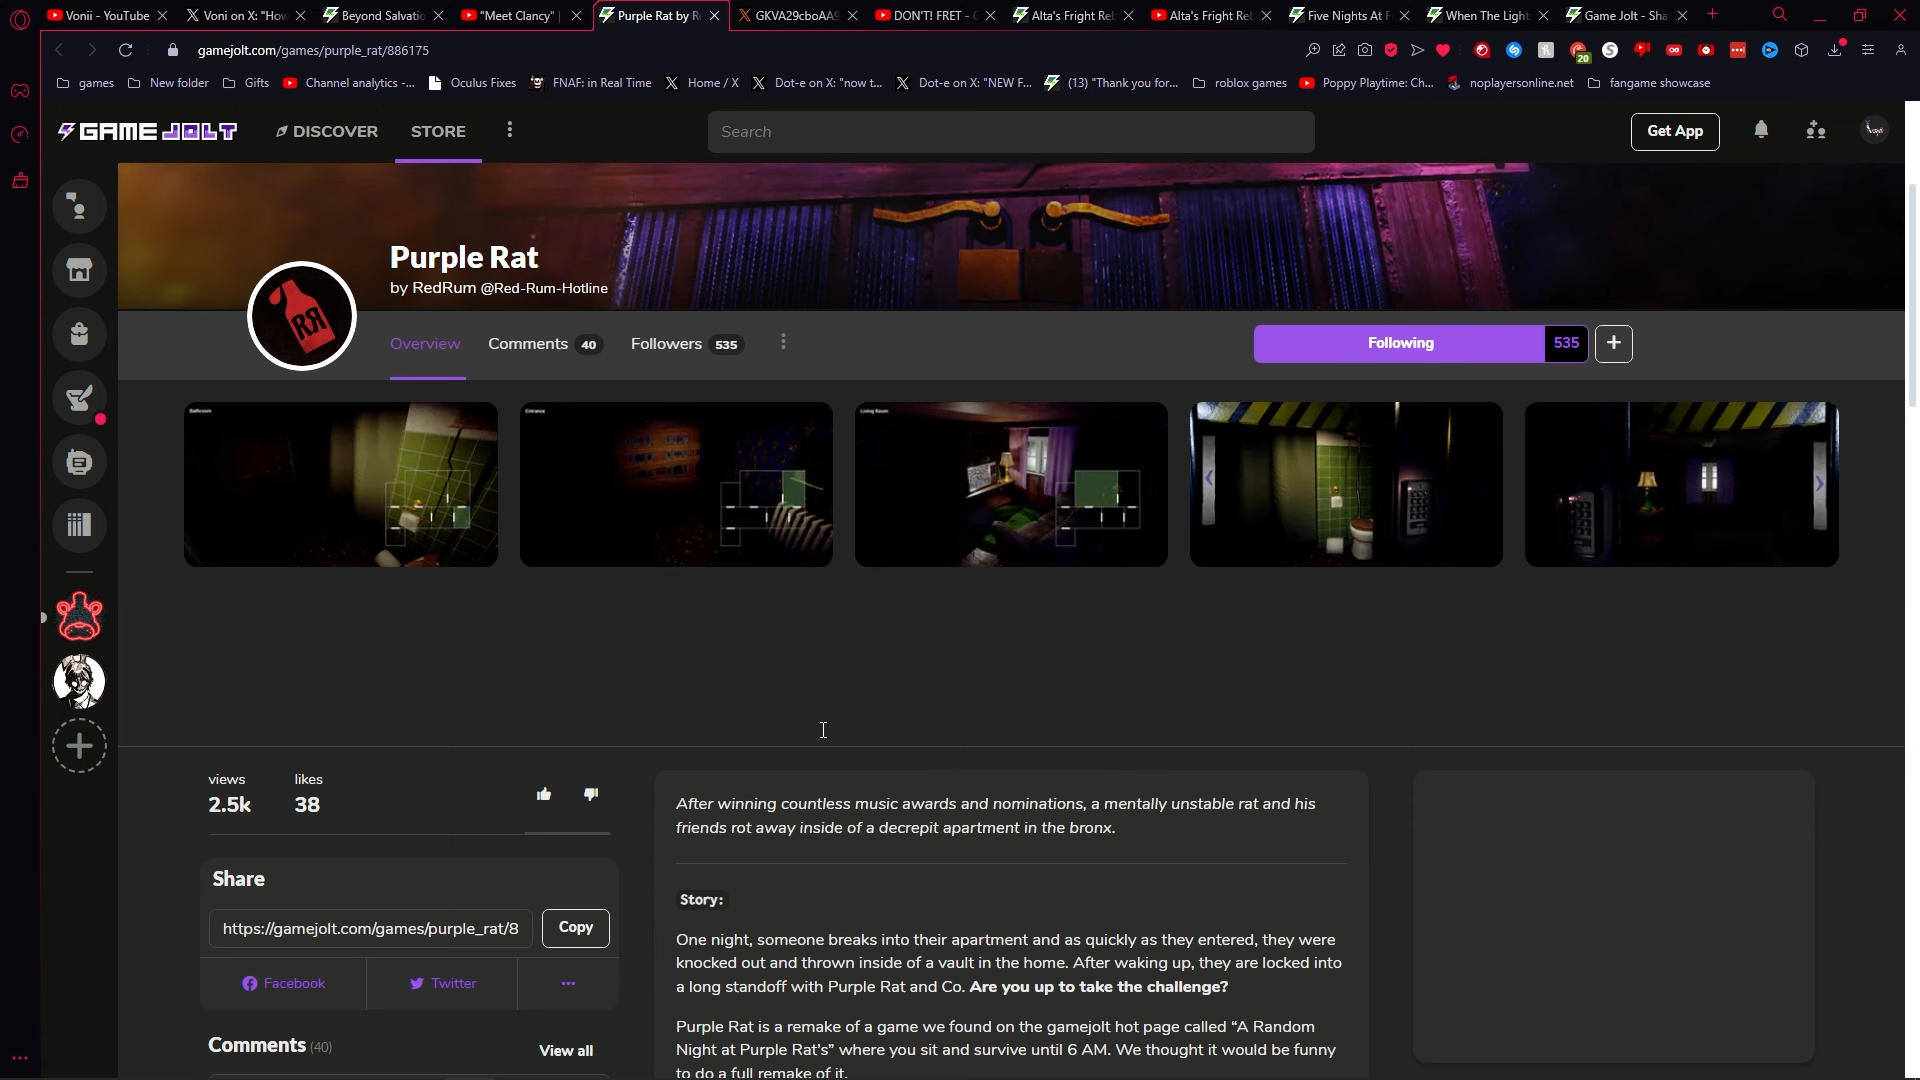 Vonii - YouTube
Voni on X: "How
Beyond Salvatio
"Meet Clancy" |
Purple Rat by R
GKVA29cboAA9
DON'T! FRET -
Alta's Fright Re
Alta's Fright Re
Five Nights At F
When The Light
Game Jolt - Sha
gamejolt.com/games/purple_rat/886175
20
games
New folder
Gifts
Channel analytics -...
Oculus Fixes
FNAF: in Real Time
Home / X
Dot-e on X: "now t...
Dot-e on X: "NEW F...
(13) "Thank you for...
roblox games
Poppy Playtime: Ch...
noplayersonline.net
fangame showcase
GAME JOLT
DISCOVER
STORE
Search
Get App
Purple Rat
by RedRum @Red-Rum-Hotline
RR
Overview
Comments 40
Followers 535
Following 535
Bathroom
Entrance
Living Room
views
2.5k
likes
38
After winning countless music awards and nominations, a mentally unstable rat and his
friends rot away inside of a decrepit apartment in the bronx.
Share
https://gamejolt.com/games/purple_rat/8
Copy
Facebook
Twitter
Comments (40)
View all
Story:
One night, someone breaks into their apartment and as quickly as they entered, they were
knocked out and thrown inside of a vault in the home. After waking up, they are locked into
a long standoff with Purple Rat and Co. Are you up to take the challenge?
Purple Rat is a remake of a game we found on the gamejolt hot page called “A Random
Night at Purple Rat's” where you sit and survive until 6 AM. We thought it would be funny
to do a full remake of it.